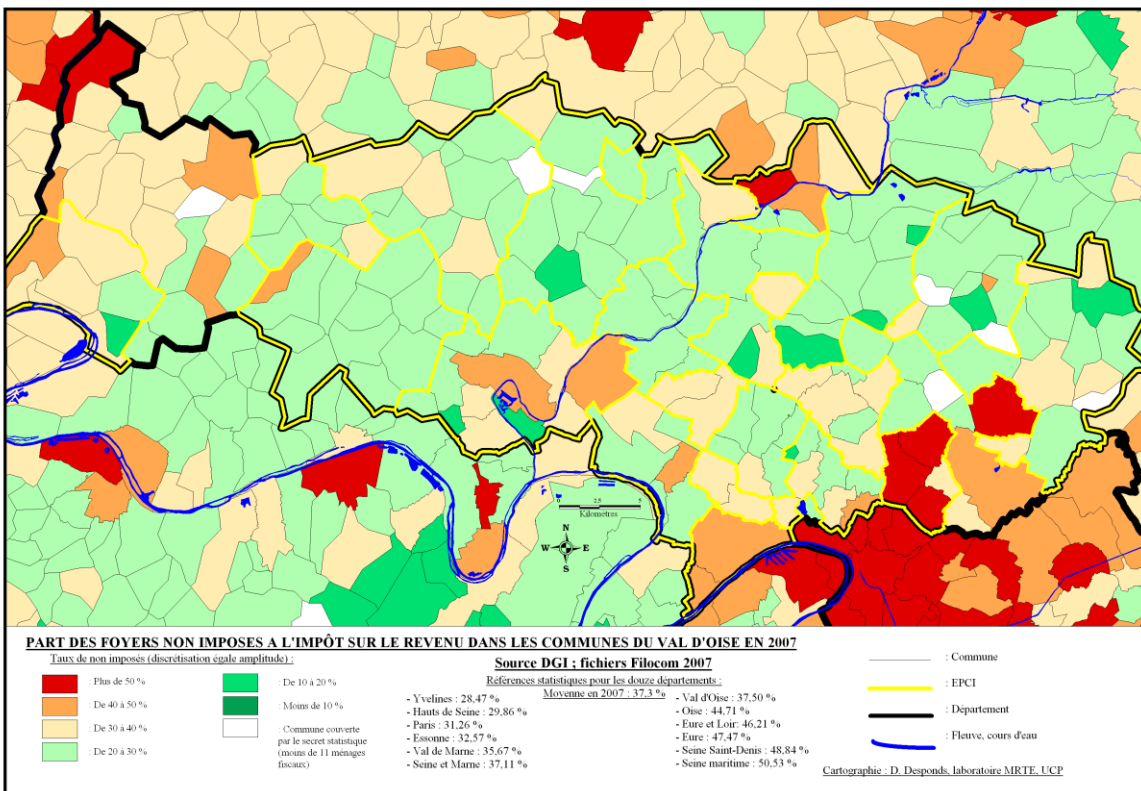 0 2,5 5
Kilomètres
N
W E
S
PART DES FOYERS NON IMPOSES A L'IMPÔT SUR LE REVENU DANS LES COMMUNES DU VAL D'OISE EN 2007
Taux de non imposés (discrétisation égale amplitude) :
: Plus de 50 %
: De 40 à 50 %
: De 30 à 40 %
: De 20 à 30 %
: De 10 à 20 %
: Moins de 10 %
: Commune couverte
par le secret statistique
(moins de 11 ménages
fiscaux)
Source DGI ; fichiers Filocom 2007
Références statistiques pour les douze départements :
Moyenne en 2007 : 37,3 %
- Yvelines : 28,47 %
- Hauts de Seine : 29,86 %
- Paris : 31,26 %
- Essonne : 32,57 %
- Val de Marne : 35,67 %
- Seine et Marne : 37,11 %
- Val d'Oise : 37,50 %
- Oise : 44,71 %
- Eure et Loir : 46,21 %
- Eure : 47,47 %
- Seine Saint-Denis : 48,84 %
- Seine maritime : 50,53 %
: Commune
: EPCI
: Département
: Fleuve, cours d'eau
Cartographie : D. Desponds, laboratoire MRTE, UCP